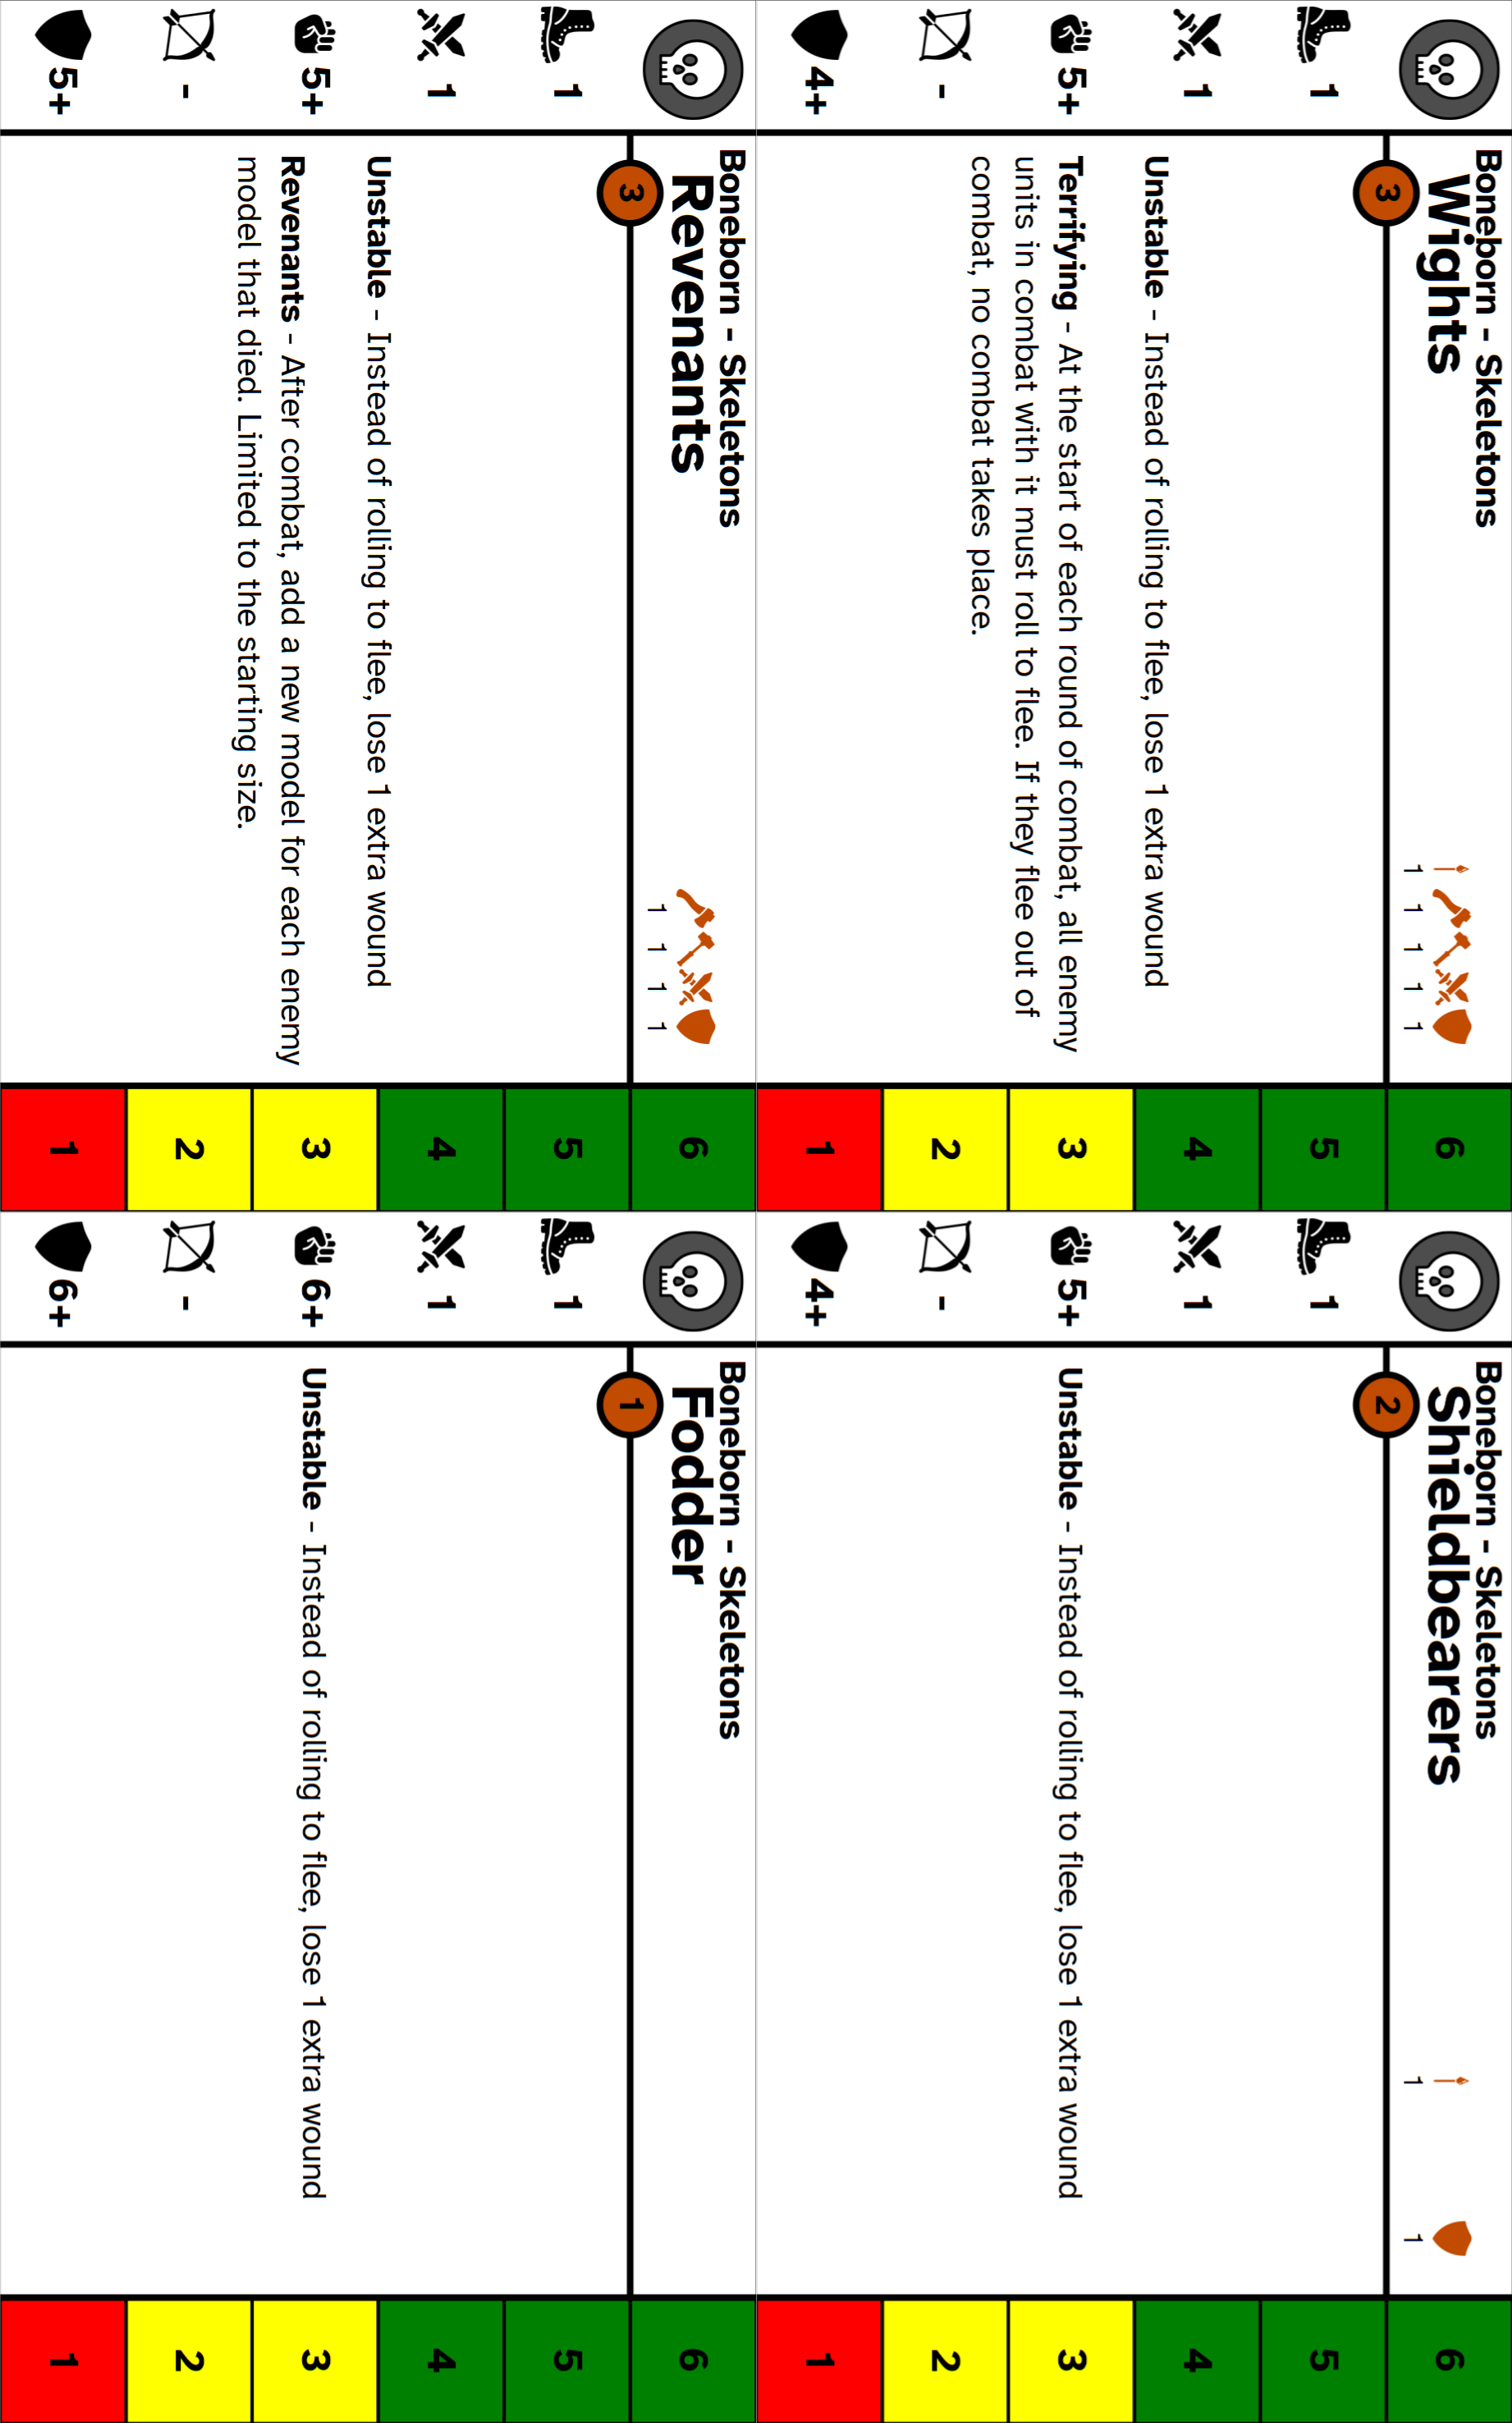 Boneborn - Skeletons
Wights
1 1 1 1 1
3
1
1
5+
-
4+
Unstable - Instead of rolling to flee, lose 1 extra wound
Terrifying - At the start of each round of combat, all enemy
units in combat with it must roll to flee. If they flee out of
combat, no combat takes place.
6
5
4
3
2
1
Boneborn - Skeletons
Shieldbearers
1 1
2
1
1
5+
-
4+
Unstable - Instead of rolling to flee, lose 1 extra wound
6
5
4
3
2
1
Boneborn - Skeletons
Revenants
1 1 1 1
3
1
1
5+
-
5+
Unstable - Instead of rolling to flee, lose 1 extra wound
Revenants - After combat, add a new model for each enemy
model that died. Limited to the starting size.
6
5
4
3
2
1
Boneborn - Skeletons
Fodder
1
1
1
6+
-
6+
Unstable - Instead of rolling to flee, lose 1 extra wound
6
5
4
3
2
1